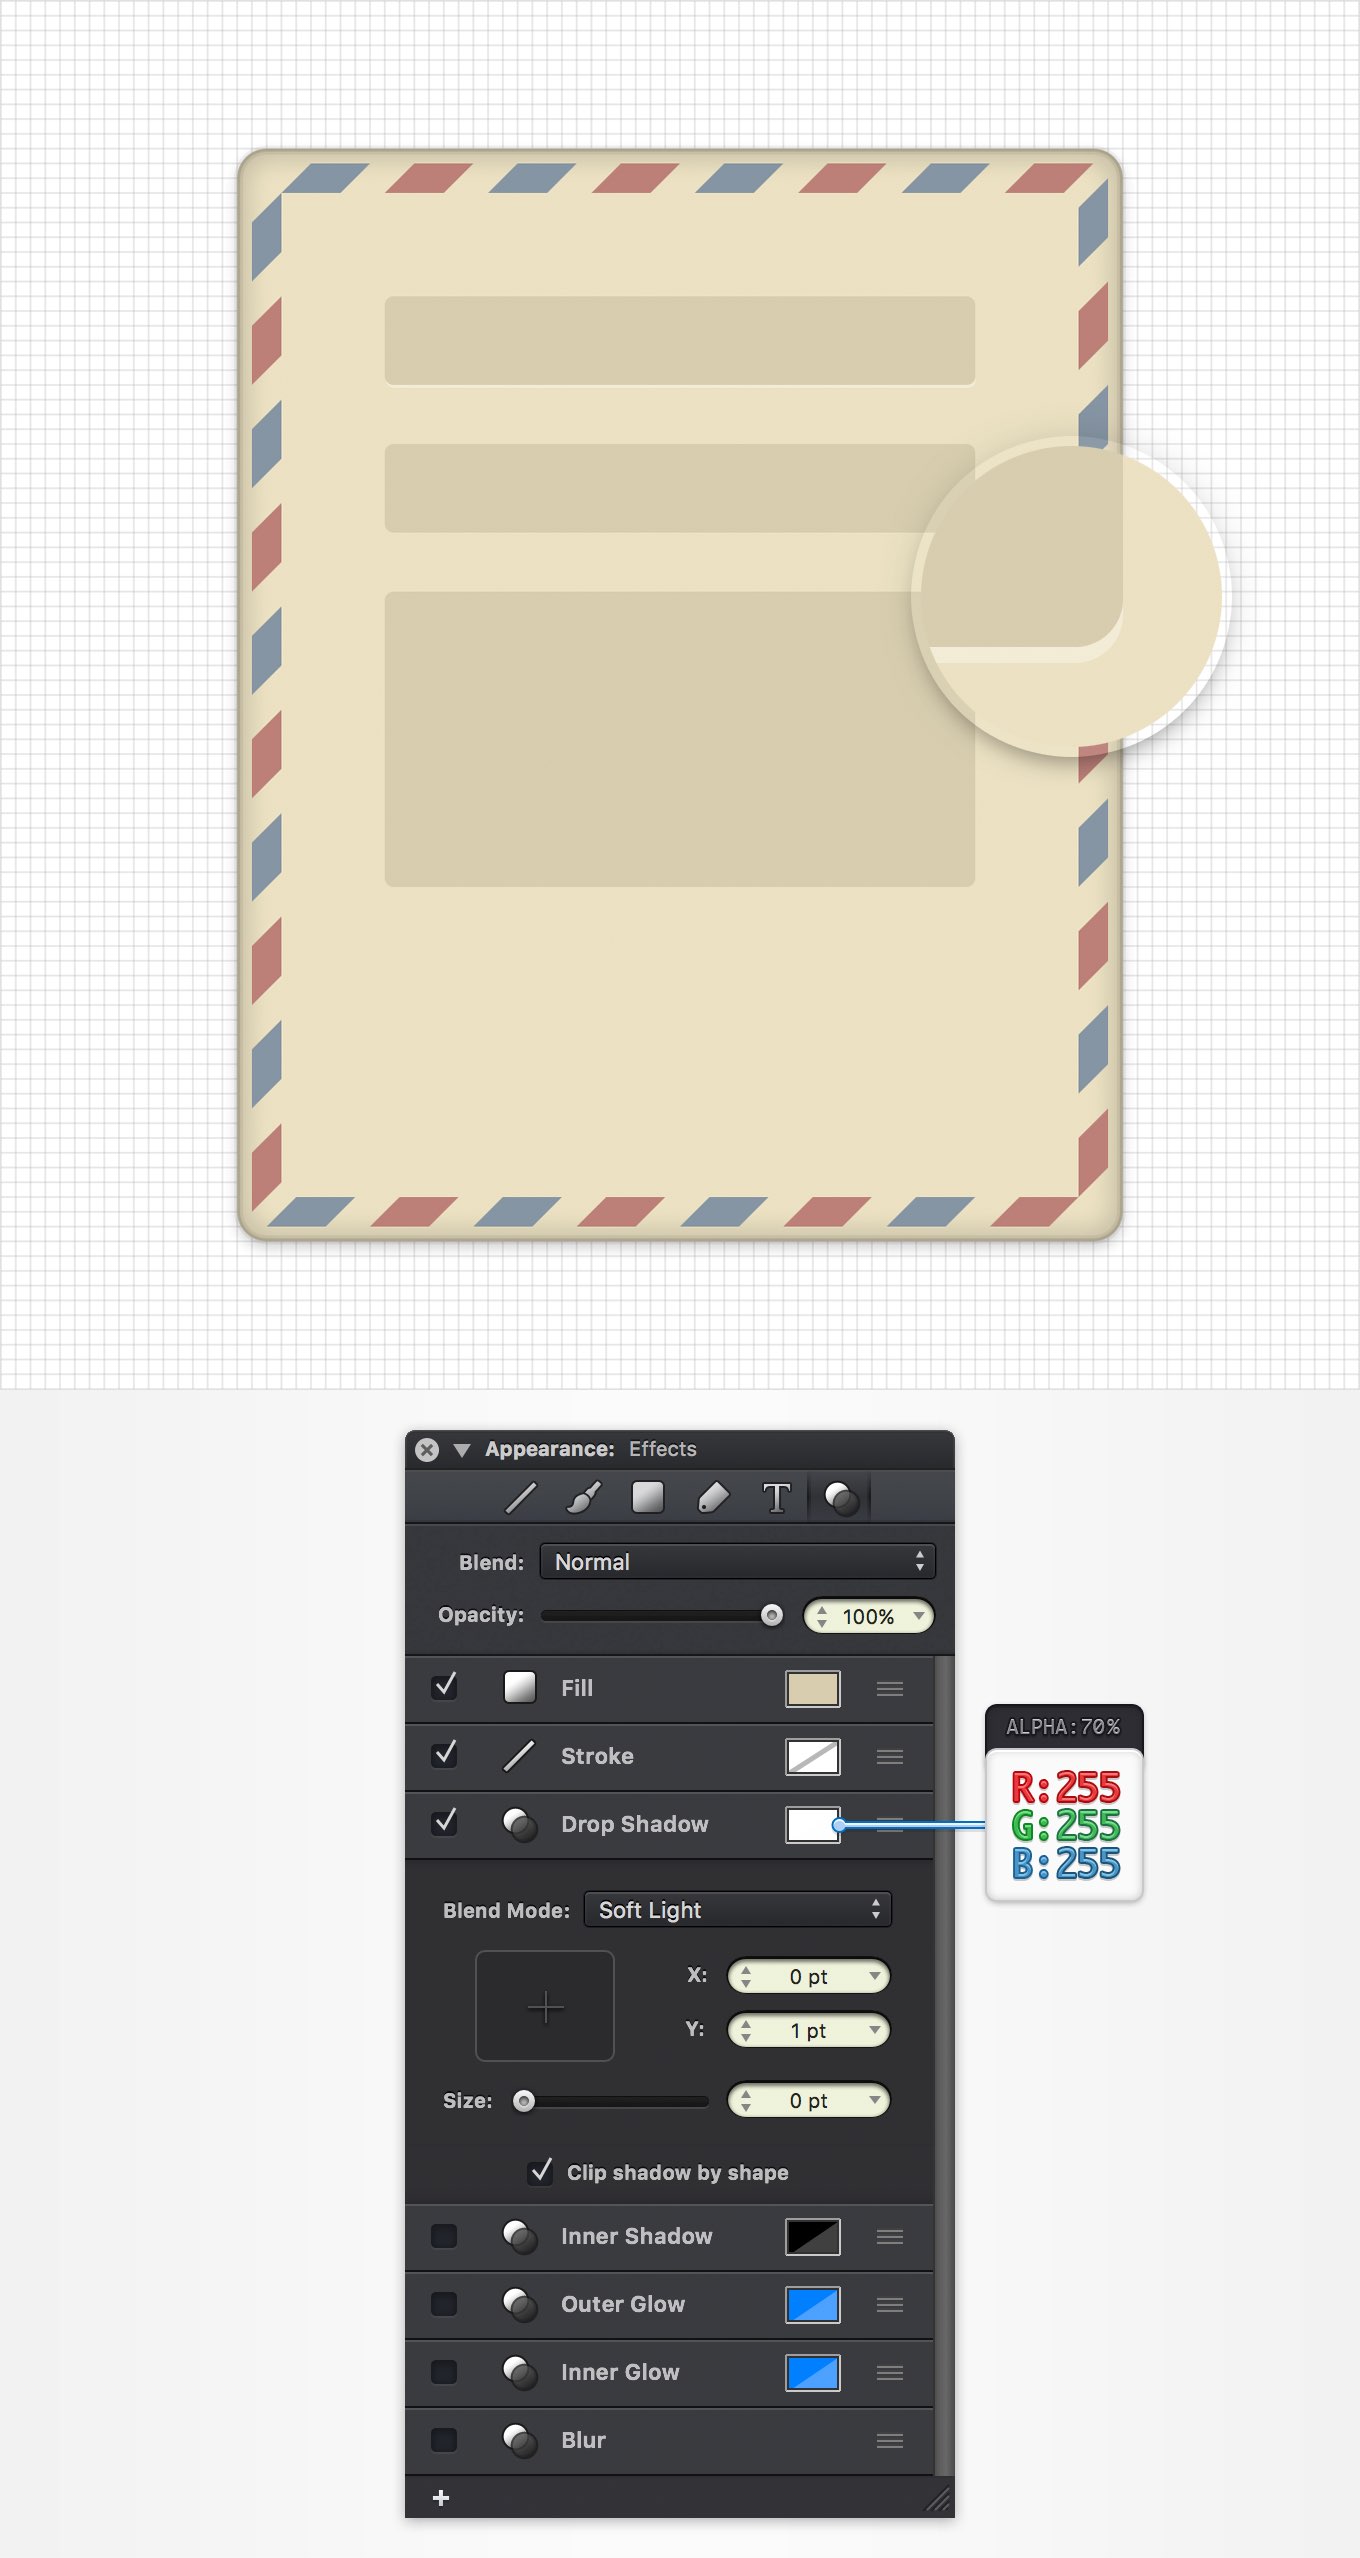 Appearance: Effects
Blend: Normal
Opacity: 100%
Fill
Stroke
Drop Shadow
ALPHA:70%
R:255
G:255
B:255
Blend Mode: Soft Light
X: 0 pt
Y: 1 pt
Size: 0 pt
Clip shadow by shape
Inner Shadow
Outer Glow
Inner Glow
Blur